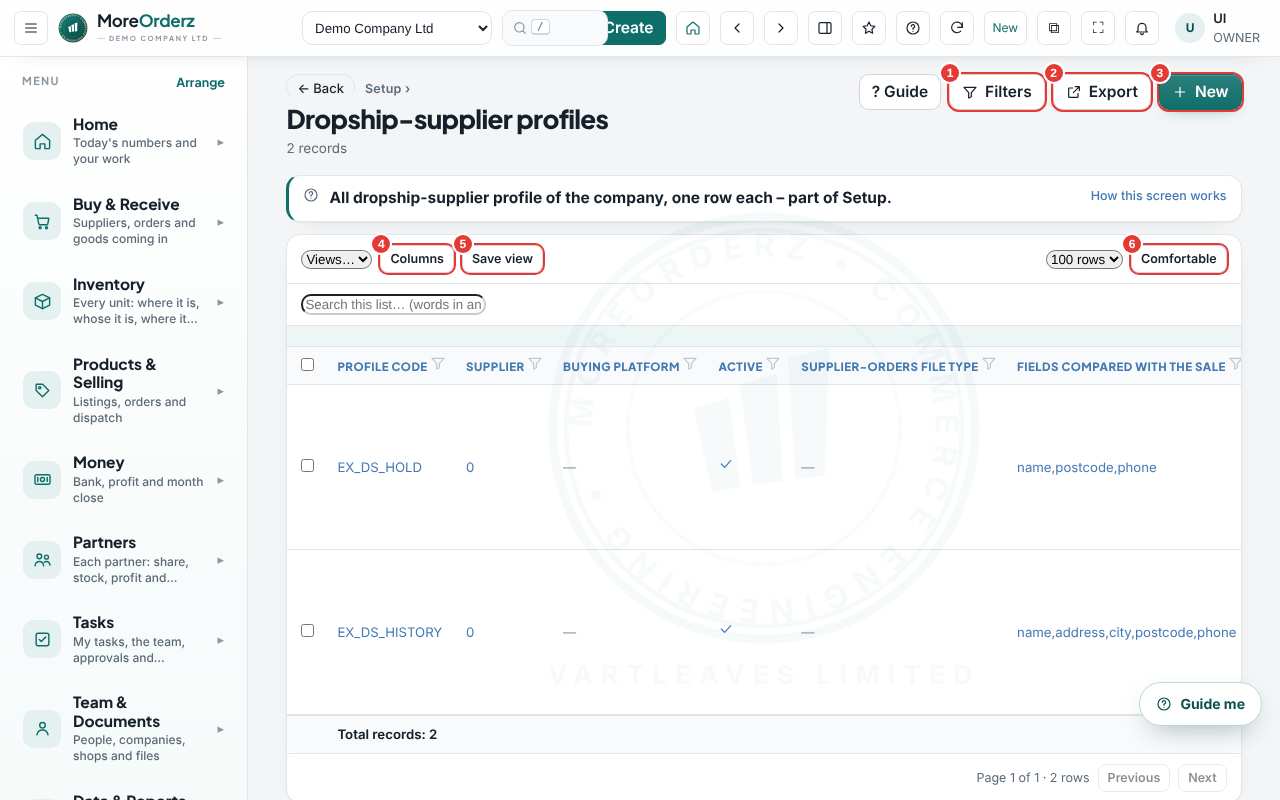 MoreOrderz
— DEMO COMPANY LTD —
Demo Company Ltd
/
Create
New
U
UI
OWNER
MENU
Arrange
Home
Today's numbers and
your work
Buy & Receive
Suppliers, orders and
goods coming in
Inventory
Every unit: where it is,
whose it is, where it...
Products &
Selling
Listings, orders and
dispatch
Money
Bank, profit and month
close
Partners
Each partner: share,
stock, profit and...
Tasks
My tasks, the team,
approvals and...
Team &
Documents
People, companies,
shops and files
← Back
Setup ›
Dropship-supplier profiles
2 records
? Guide
1
Filters
2
Export
3
+ New
All dropship-supplier profile of the company, one row each – part of Setup.
How this screen works
Views...
4
Columns
5
Save view
100 rows
6
Comfortable
Search this list... (words in an
PROFILE CODE
SUPPLIER
BUYING PLATFORM
ACTIVE
SUPPLIER-ORDERS FILE TYPE
FIELDS COMPARED WITH THE SALE
EX_DS_HOLD
0
—
✓
—
name,postcode,phone
EX_DS_HISTORY
0
—
✓
—
name,address,city,postcode,phone
MOREORDERZ • COMMERCE ENGINEERING •
VARTLEAVES LIMITED
Total records: 2
Page 1 of 1 · 2 rows
Previous
Next
Guide me